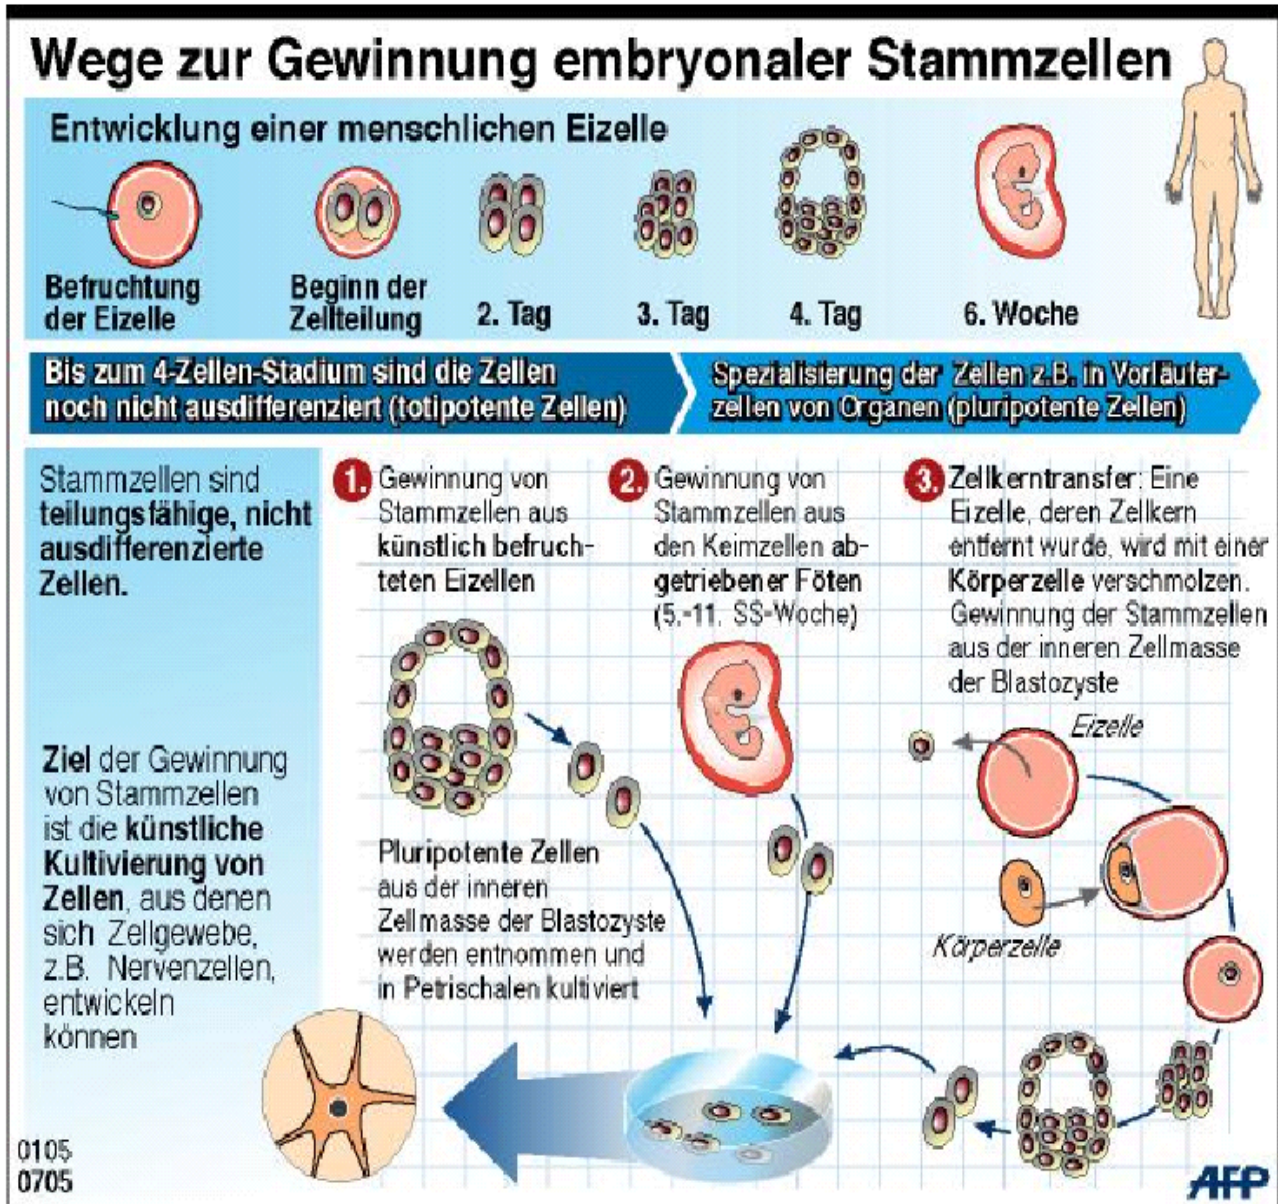 Wege zur Gewinnung embryonaler Stammzellen
Entwicklung einer menschlichen Eizelle
Befruchtung
der Eizelle
Beginn der
Zellteilung
2. Tag
3. Tag
4. Tag
6. Woche
Bis zum 4-Zellen-Stadium sind die Zellen
noch nicht ausdifferenziert (totipotente Zellen)
Spezialisierung der Zellen z.B. in Vorläufer-
zellen von Organen (pluripotente Zellen)
Stammzellen sind
teilungsfähige, nicht
ausdifferenzierte
Zellen.
Ziel der Gewinnung
von Stammzellen
ist die künstliche
Kultivierung von
Zellen, aus denen
sich Zellgewebe,
z.B. Nervenzellen,
entwickeln
können
1. Gewinnung von
Stammzellen aus
künstlich befruch-
teten Eizellen
Pluripotente Zellen
aus der inneren
Zellmasse der Blastozyste
werden entnommen und
in Petrischalen kultiviert
2. Gewinnung von
Stammzellen aus
den Keimzellen ab-
getriebener Föten
(5.-11. SS-Woche)
3. Zellkerntransfer: Eine
Eizelle, deren Zellkern
entfernt wurde, wird mit einer
Körperzelle verschmolzen.
Gewinnung der Stammzellen
aus der inneren Zellmasse
der Blastozyste
Eizelle
Körperzelle
0105
0705
AFP